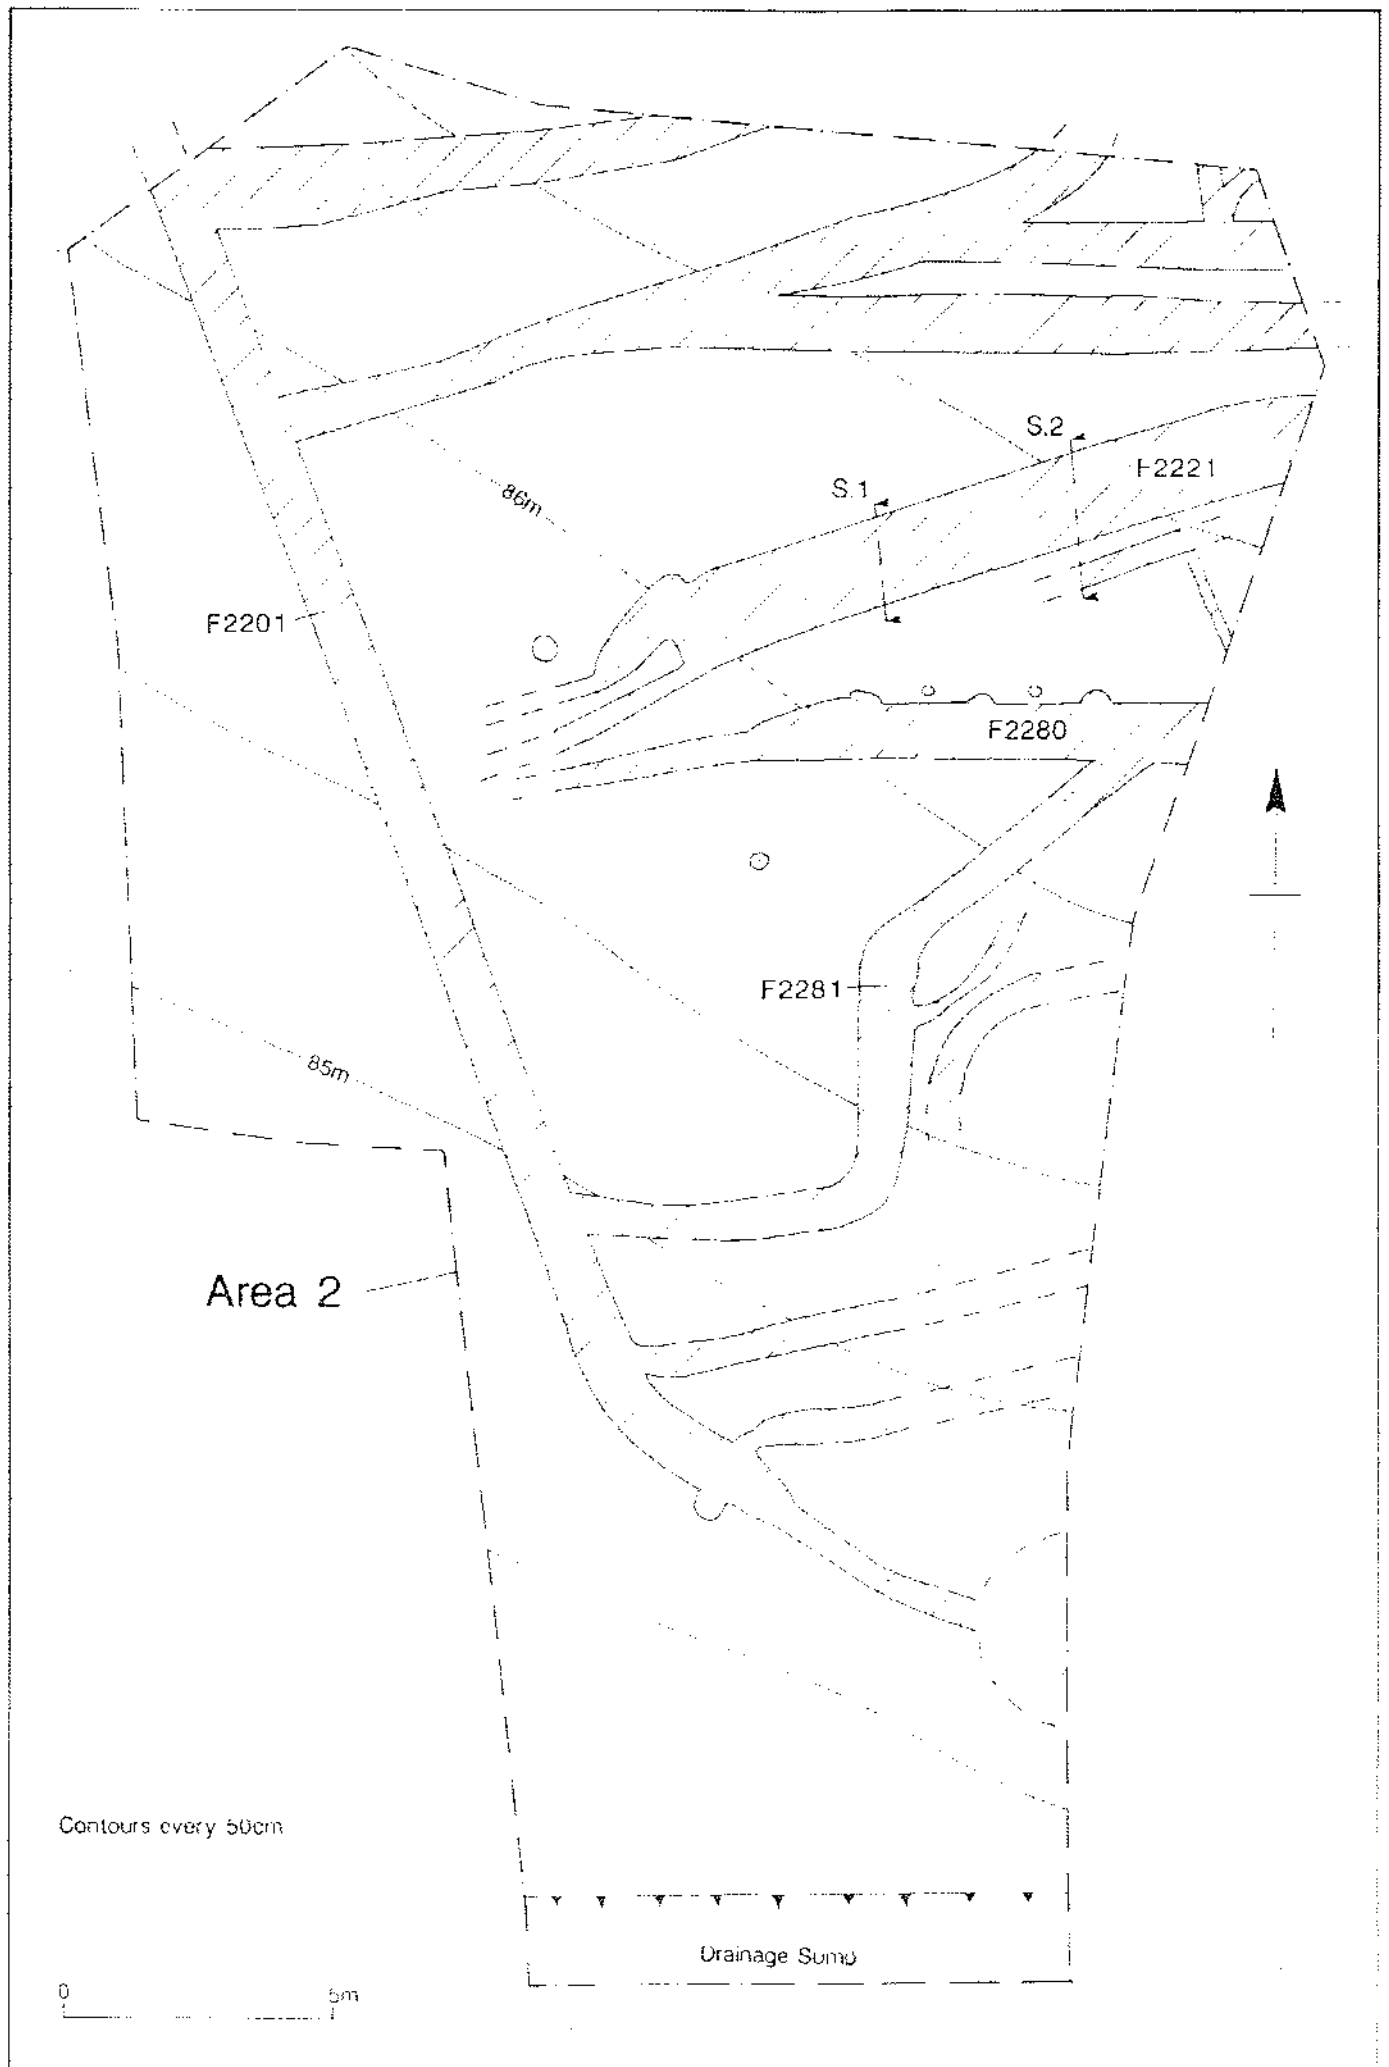 S.2
F2221
S.1
86m
F2201
F2280
F2281
85m
Area 2
Contours every 50cm
Drainage Sump
0 5m